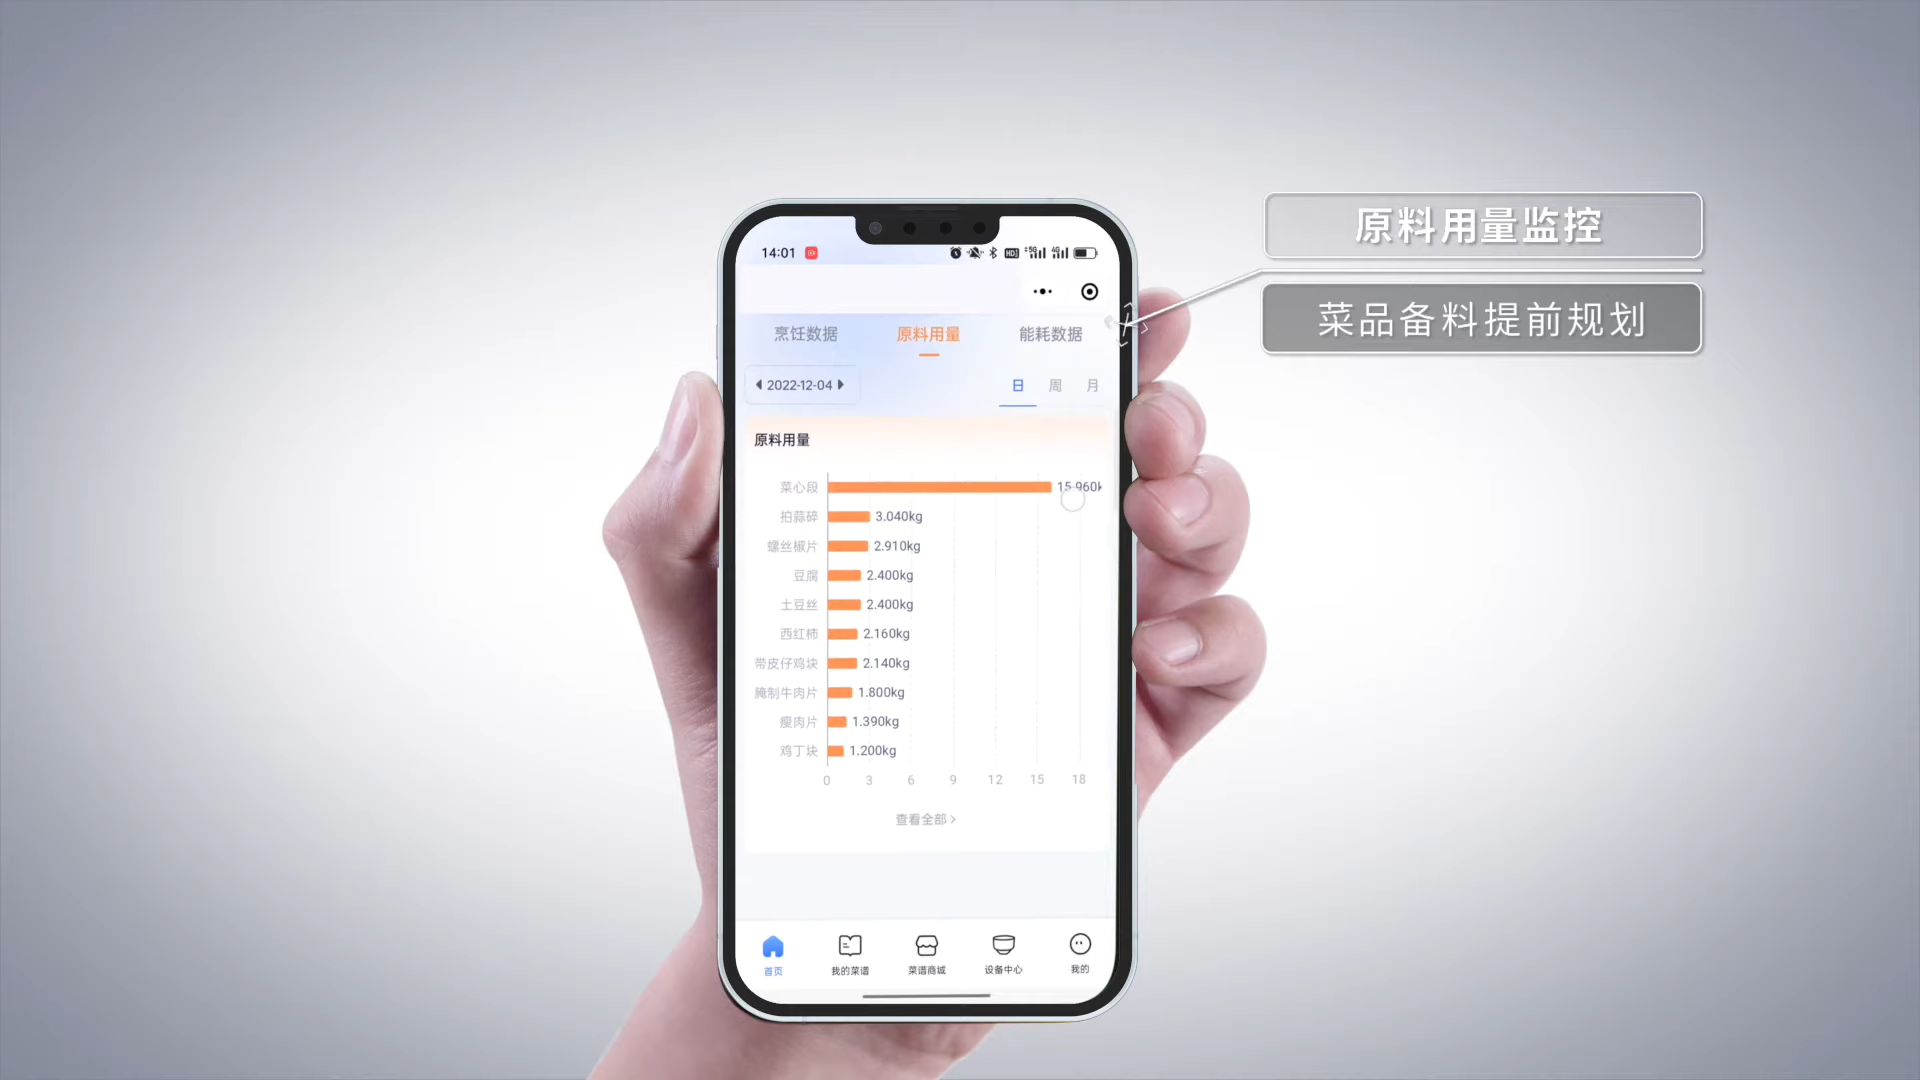 原料用量监控
菜品备料提前规划
14:01
烹饪数据 原料用量 能耗数据
2022-12-04 日 周 月
原料用量
菜心段 15.960k
拍蒜碎 3.040kg
螺丝椒片 2.910kg
豆腐 2.400kg
土豆丝 2.400kg
西红柿 2.160kg
带皮仔鸡块 2.140kg
腌制牛肉片 1.800kg
瘦肉片 1.390kg
鸡丁块 1.200kg
0 3 6 9 12 15 18
查看全部
首页 我的菜谱 菜谱商城 设备中心 我的